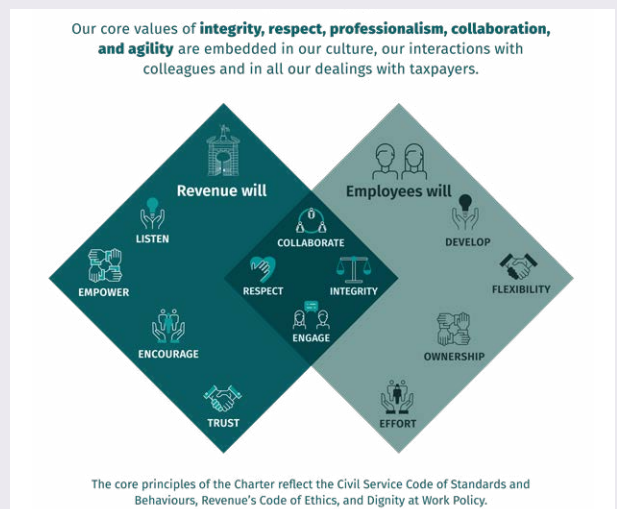 Our core values of integrity, respect, professionalism, collaboration,
and agility are embedded in our culture, our interactions with
colleagues and in all our dealings with taxpayers.
Revenue will
LISTEN
EMPOWER
ENCOURAGE
TRUST
COLLABORATE
RESPECT
INTEGRITY
ENGAGE
Employees will
DEVELOP
FLEXIBILITY
OWNERSHIP
EFFORT
The core principles of the Charter reflect the Civil Service Code of Standards and
Behaviours, Revenue's Code of Ethics, and Dignity at Work Policy.